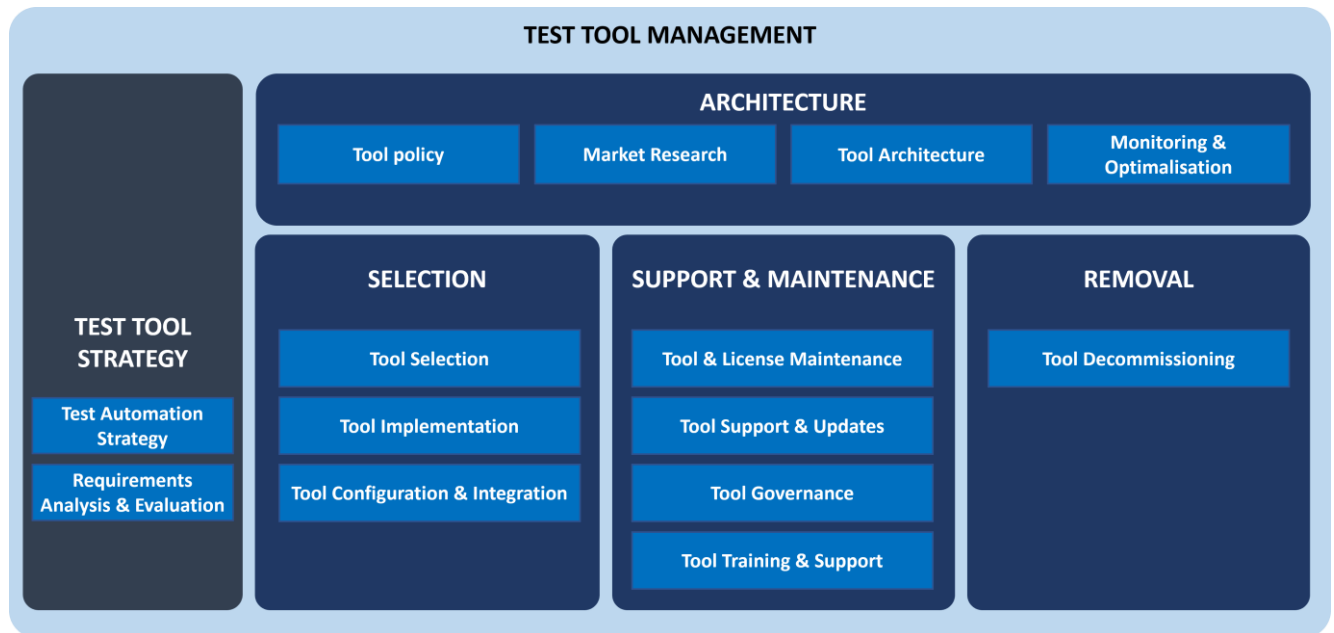 TEST TOOL MANAGEMENT
TEST TOOL
STRATEGY
Test Automation
Strategy
Requirements
Analysis & Evaluation
ARCHITECTURE
Tool policy
Market Research
Tool Architecture
Monitoring &
Optimalisation
SELECTION
Tool Selection
Tool Implementation
Tool Configuration & Integration
SUPPORT & MAINTENANCE
Tool & License Maintenance
Tool Support & Updates
Tool Governance
Tool Training & Support
REMOVAL
Tool Decommissioning